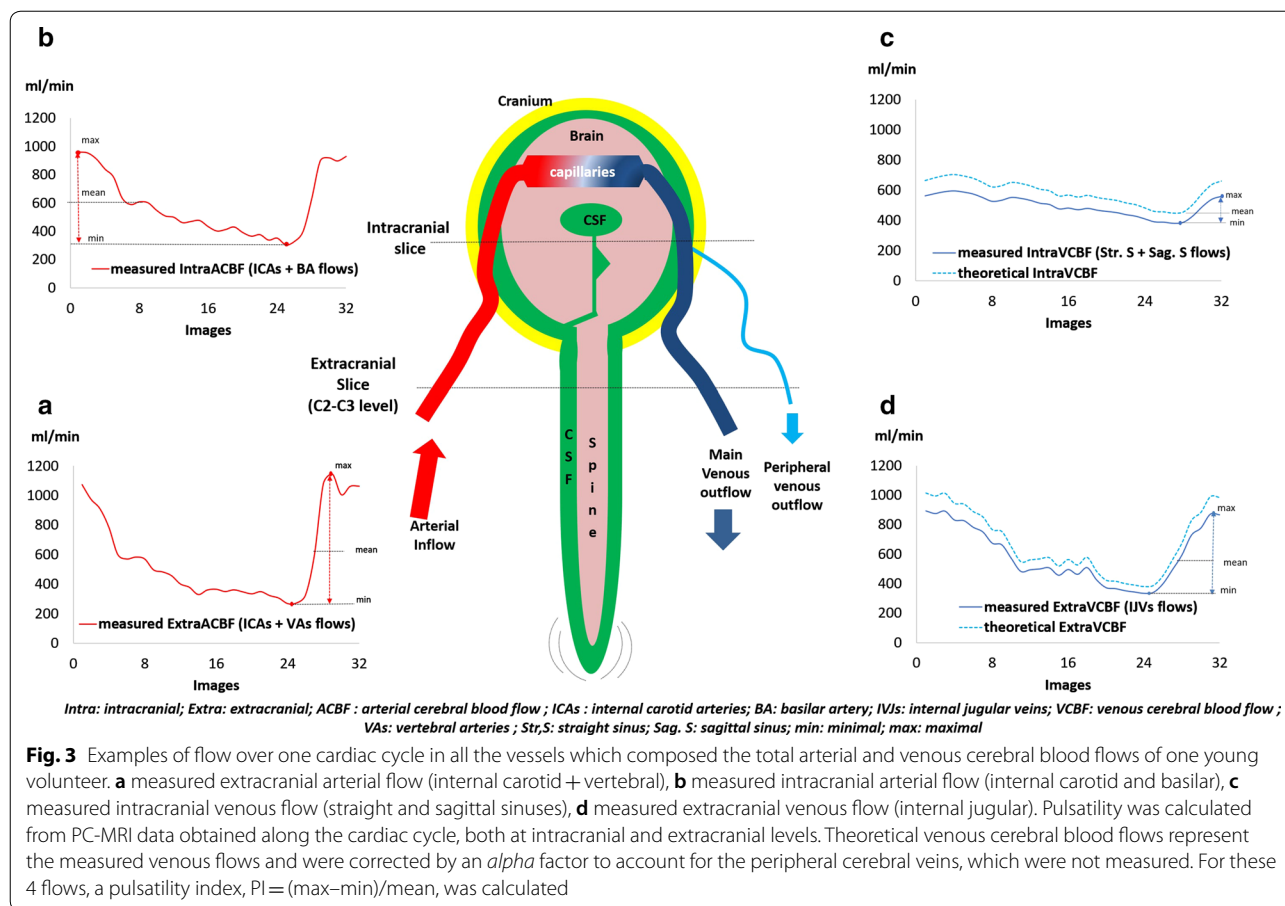 b
ml/min
1200
1000
800
600
400
200
0
max
mean
min
measured IntraACBF (ICAs + BA flows)
0 8 16 24 32
Images
a
ml/min
1200
1000
800
600
400
200
0
max
mean
min
measured ExtraACBF (ICAs + VAs flows)
0 8 16 24 32
Images
Cranium
Brain
capillaries
CSF
Intracranial
slice
Extracranial
Slice
(C2-C3 level)
CSF
Spine
Arterial
Inflow
Main
Venous
outflow
Peripheral
venous
outflow
c
ml/min
1200
1000
800
600
400
200
0
max
mean
min
measured IntraVCBF (Str. S + Sag. S flows)
theoretical IntraVCBF
0 8 16 24 32
Images
d
ml/min
1200
1000
800
600
400
200
0
max
mean
min
measured ExtraVCBF (IJVs flows)
theoretical ExtraVCBF
0 8 16 24 32
Images
Intra: intracranial; Extra: extracranial; ACBF : arterial cerebral blood flow ; ICAs : internal carotid arteries; BA: basilar artery; IVJs: internal jugular veins; VCBF: venous cerebral blood flow ;
VAs: vertebral arteries ; Str,S: straight sinus; Sag. S: sagittal sinus; min: minimal; max: maximal
Fig. 3 Examples of flow over one cardiac cycle in all the vessels which composed the total arterial and venous cerebral blood flows of one young
volunteer. a measured extracranial arterial flow (internal carotid + vertebral), b measured intracranial arterial flow (internal carotid and basilar), c
measured intracranial venous flow (straight and sagittal sinuses), d measured extracranial venous flow (internal jugular). Pulsatility was calculated
from PC-MRI data obtained along the cardiac cycle, both at intracranial and extracranial levels. Theoretical venous cerebral blood flows represent
the measured venous flows and were corrected by an alpha factor to account for the peripheral cerebral veins, which were not measured. For these
4 flows, a pulsatility index, PI = (max–min)/mean, was calculated